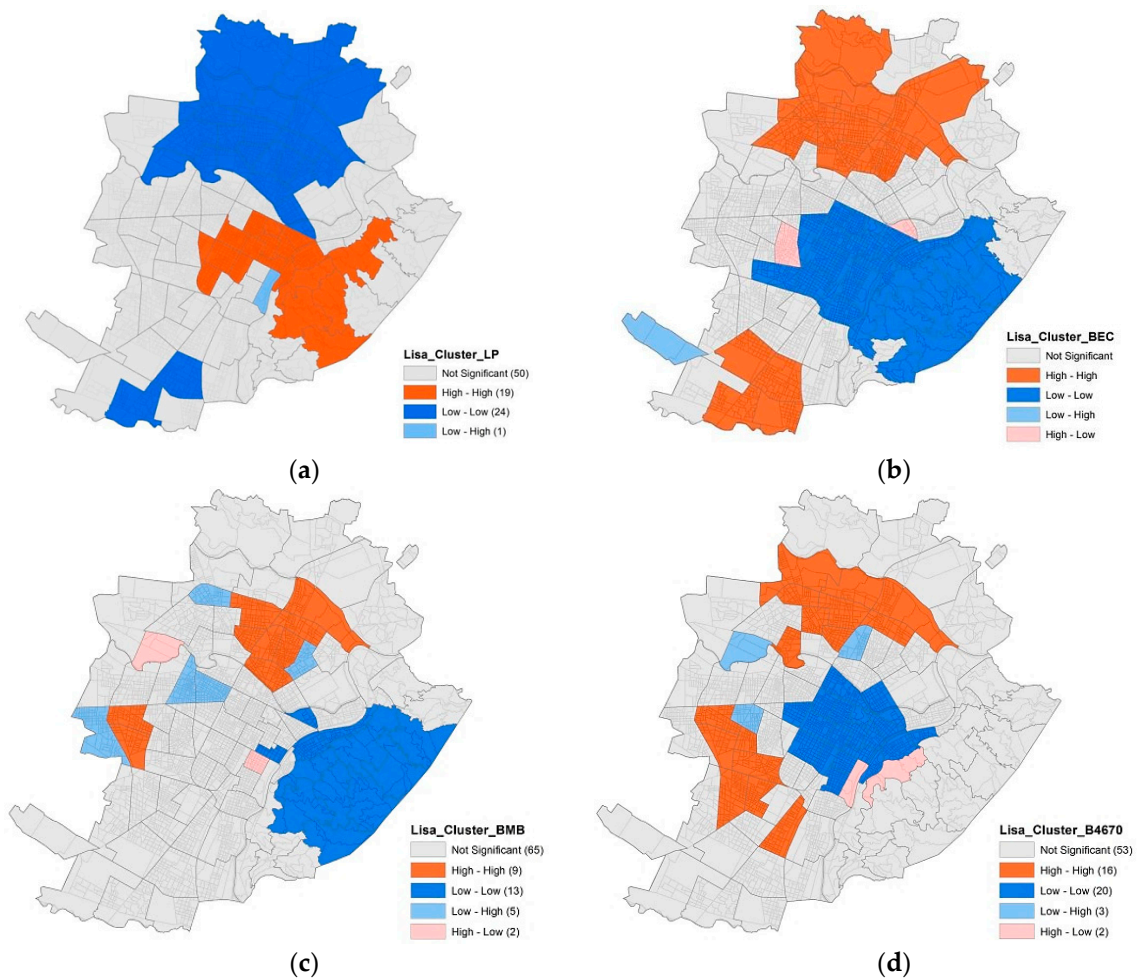 Lisa_Cluster_LP
Not Significant (50)
High - High (19)
Low - Low (24)
Low - High (1)
(a)
Lisa_Cluster_BEC
Not Significant
High - High
Low - Low
Low - High
High - Low
(b)
Lisa_Cluster_BMB
Not Significant (65)
High - High (9)
Low - Low (13)
Low - High (5)
High - Low (2)
(c)
Lisa_Cluster_B4670
Not Significant (53)
High - High (16)
Low - Low (20)
Low - High (3)
High - Low (2)
(d)